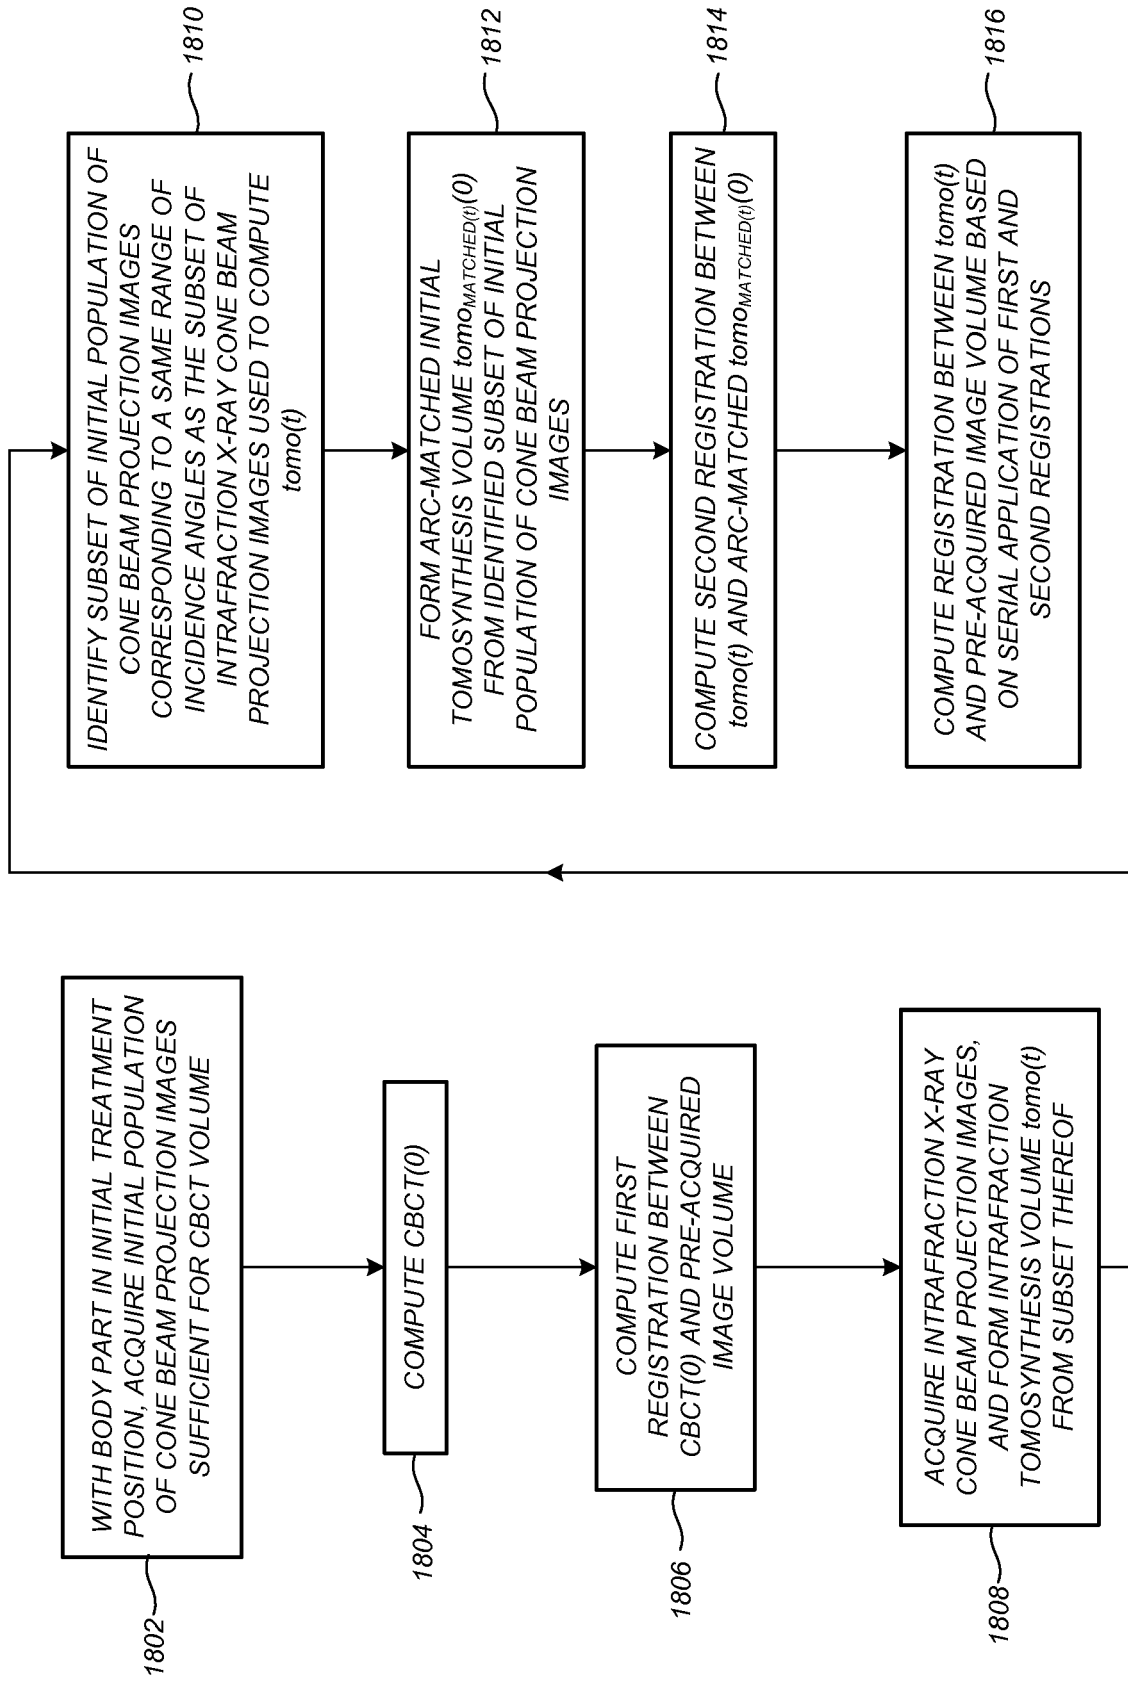 WITH BODY PART IN INITIAL TREATMENT
POSITION, ACQUIRE INITIAL POPULATION
OF CONE BEAM PROJECTION IMAGES
SUFFICIENT FOR CBCT VOLUME
1802
COMPUTE CBCT(0)
1804
COMPUTE FIRST
REGISTRATION BETWEEN
CBCT(0) AND PRE-ACQUIRED
IMAGE VOLUME
1806
ACQUIRE INTRAFRACTION X-RAY
CONE BEAM PROJECTION IMAGES,
AND FORM INTRAFRACTION
TOMOSYNTHESIS VOLUME tomo(t)
FROM SUBSET THEREOF
1808
IDENTIFY SUBSET OF INITIAL POPULATION OF
CONE BEAM PROJECTION IMAGES
CORRESPONDING TO A SAME RANGE OF
INCIDENCE ANGLES AS THE SUBSET OF
INTRAFRACTION X-RAY CONE BEAM
PROJECTION IMAGES USED TO COMPUTE
tomo(t)
1810
FORM ARC-MATCHED INITIAL
TOMOSYNTHESIS VOLUME tomoMATCHED(t)(0)
FROM IDENTIFIED SUBSET OF INITIAL
POPULATION OF CONE BEAM PROJECTION
IMAGES
1812
COMPUTE SECOND REGISTRATION BETWEEN
tomo(t) AND ARC-MATCHED tomoMATCHED(t)(0)
1814
COMPUTE REGISTRATION BETWEEN tomo(t)
AND PRE-ACQUIRED IMAGE VOLUME BASED
ON SERIAL APPLICATION OF FIRST AND
SECOND REGISTRATIONS
1816